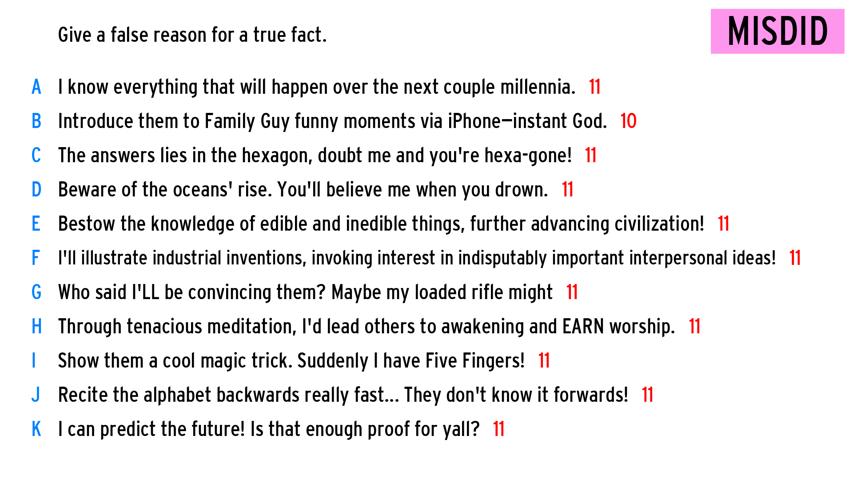 Give a false reason for a true fact.
MISDID
A I know everything that will happen over the next couple millennia. 11
B Introduce them to Family Guy funny moments via iPhone—instant God. 10
C The answers lies in the hexagon, doubt me and you're hexa-gone! 11
D Beware of the oceans' rise. You'll believe me when you drown. 11
E Bestow the knowledge of edible and inedible things, further advancing civilization! 11
F I'll illustrate industrial inventions, invoking interest in indisputably important interpersonal ideas! 11
G Who said I'LL be convincing them? Maybe my loaded rifle might 11
H Through tenacious meditation, I'd lead others to awakening and EARN worship. 11
I Show them a cool magic trick. Suddenly I have Five Fingers! 11
J Recite the alphabet backwards really fast... They don't know it forwards! 11
K I can predict the future! Is that enough proof for yall? 11